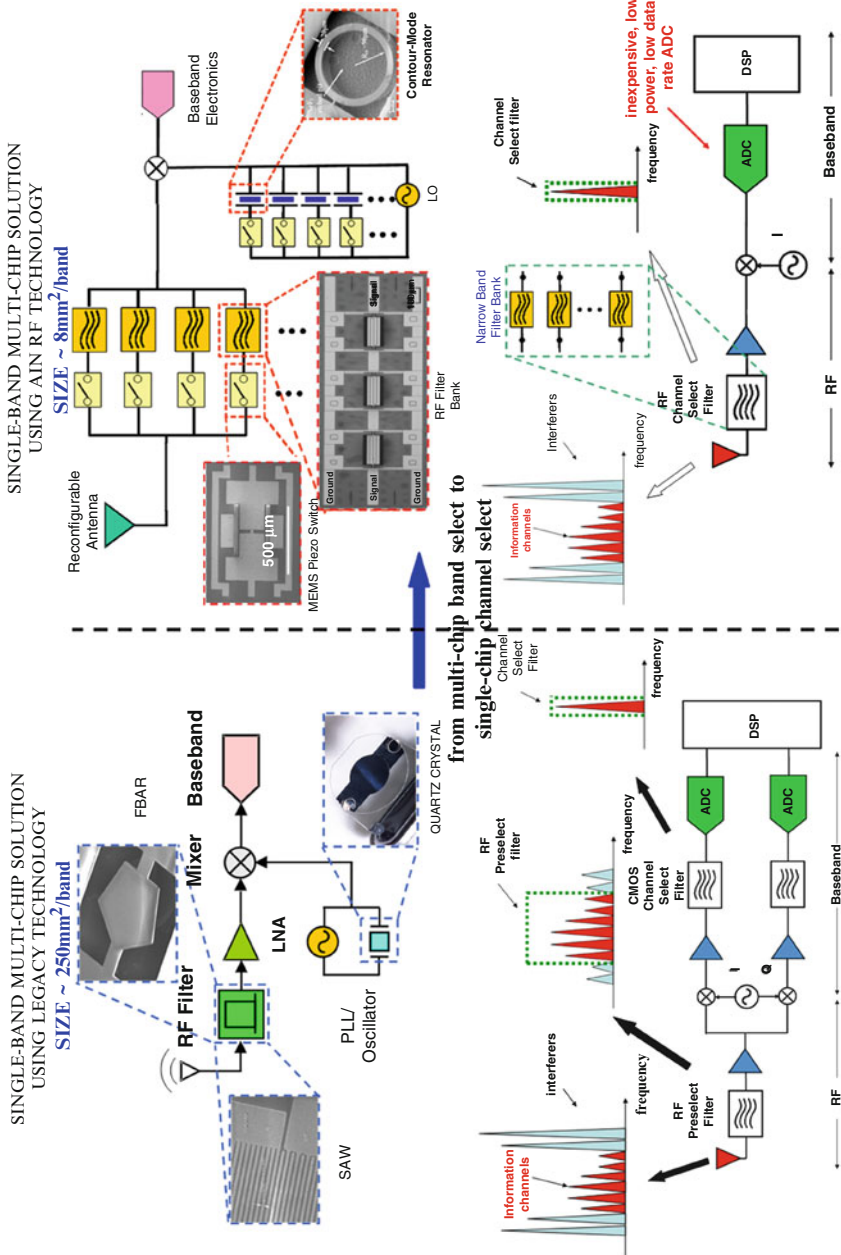 SINGLE-BAND MULTI-CHIP SOLUTION
USING LEGACY TECHNOLOGY
SIZE ~ 250mm²/band
FBAR
RF Filter
Mixer
Baseband
LNA
PLL/
Oscillator
SAW
QUARTZ CRYSTAL
SINGLE-BAND MULTI-CHIP SOLUTION
USING AlN RF TECHNOLOGY
SIZE ~ 8mm²/band
Reconfigurable
Antenna
Baseband
Electronics
500 µm
MEMS Piezo Switch
Ground
Signal
Ground
Signal
100µm
RF Filter
Bank
LO
Contour-Mode
Resonator
from multi-chip band select to
single-chip channel select
interferers
Information
channels
frequency
RF
Preselect
filter
frequency
Channel
Select
Filter
frequency
RF
Preselect
Filter
I
Q
CMOS
Channel
Select
Filter
ADC
ADC
DSP
RF
Baseband
Interferers
Information
channels
frequency
Narrow Band
Filter Bank
Channel
Select filter
frequency
RF
Channel
Select
Filter
I
ADC
DSP
inexpensive, low
power, low data
rate ADC
RF
Baseband